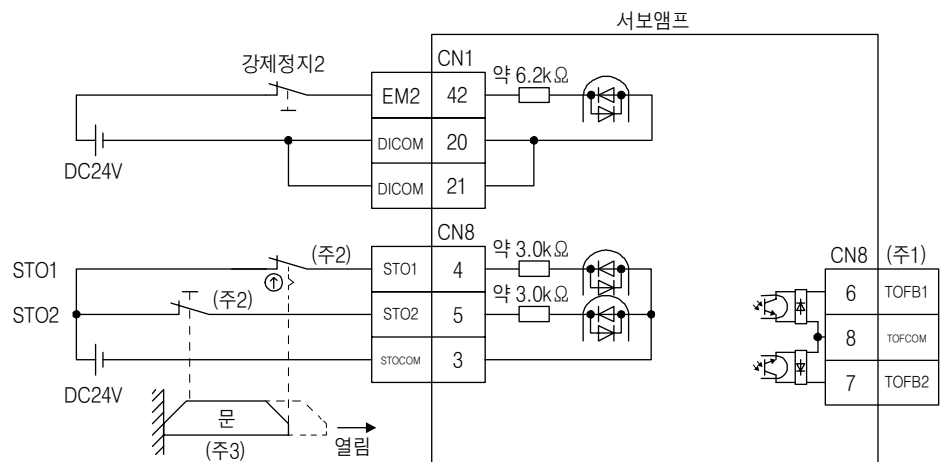 서보앰프
강제정지2
CN1
약 6.2kΩ
EM2 42
DICOM 20
DC24V
DICOM 21
CN8
약 3.0kΩ
STO1
(주2)
STO1 4
약 3.0kΩ
STO2
(주2)
STO2 5
STOCOM 3
DC24V
문
(주3)
열림
CN8 (주1)
6 TOFB1
8 TOFCOM
7 TOFB2